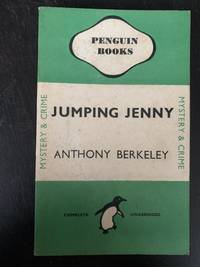 PENGUIN
BOOKS
MYSTERY & CRIME
JUMPING JENNY
MYSTERY & CRIME
ANTHONY BERKELEY
COMPLETE UNABRIDGED